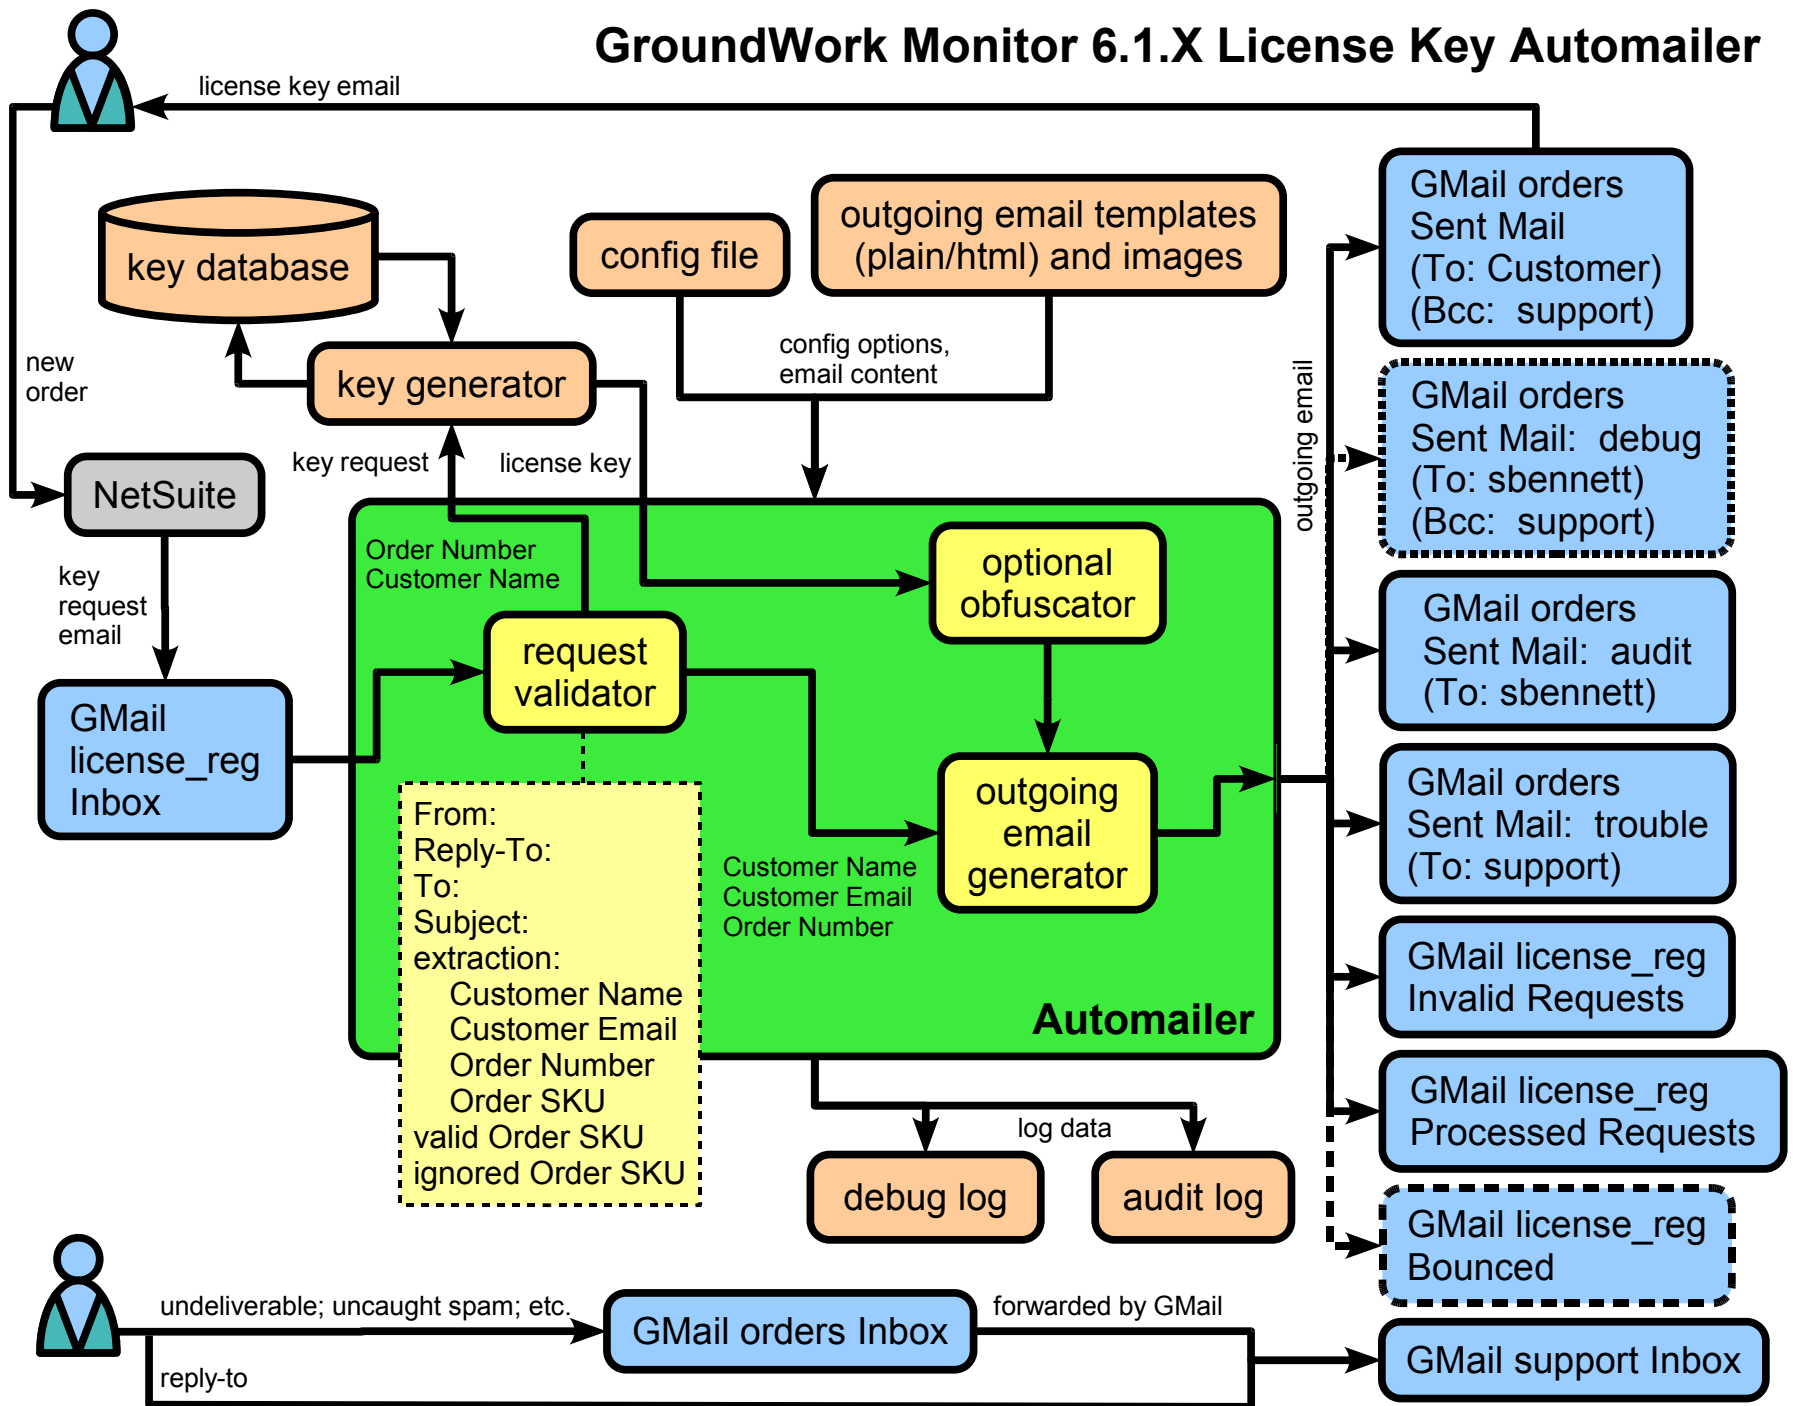 GroundWork Monitor 6.1.X License Key Automailer
license key email
new
order
key database
key generator
config file
outgoing email templates
(plain/html) and images
config options,
email content
key request
license key
NetSuite
key
request
email
GMail
license_reg
Inbox
Order Number
Customer Name
request
validator
optional
obfuscator
outgoing
email
generator
Customer Name
Customer Email
Order Number
From:
Reply-To:
To:
Subject:
extraction:
Customer Name
Customer Email
Order Number
Order SKU
valid Order SKU
ignored Order SKU
Automailer
log data
debug log
audit log
outgoing email
GMail orders
Sent Mail
(To: Customer)
(Bcc:  support)
GMail orders
Sent Mail:  debug
(To: sbennett)
(Bcc:  support)
GMail orders
Sent Mail:  audit
(To: sbennett)
GMail orders
Sent Mail:  trouble
(To: support)
GMail license_reg
Invalid Requests
GMail license_reg
Processed Requests
GMail license_reg
Bounced
undeliverable; uncaught spam; etc.
GMail orders Inbox
forwarded by GMail
reply-to
GMail support Inbox